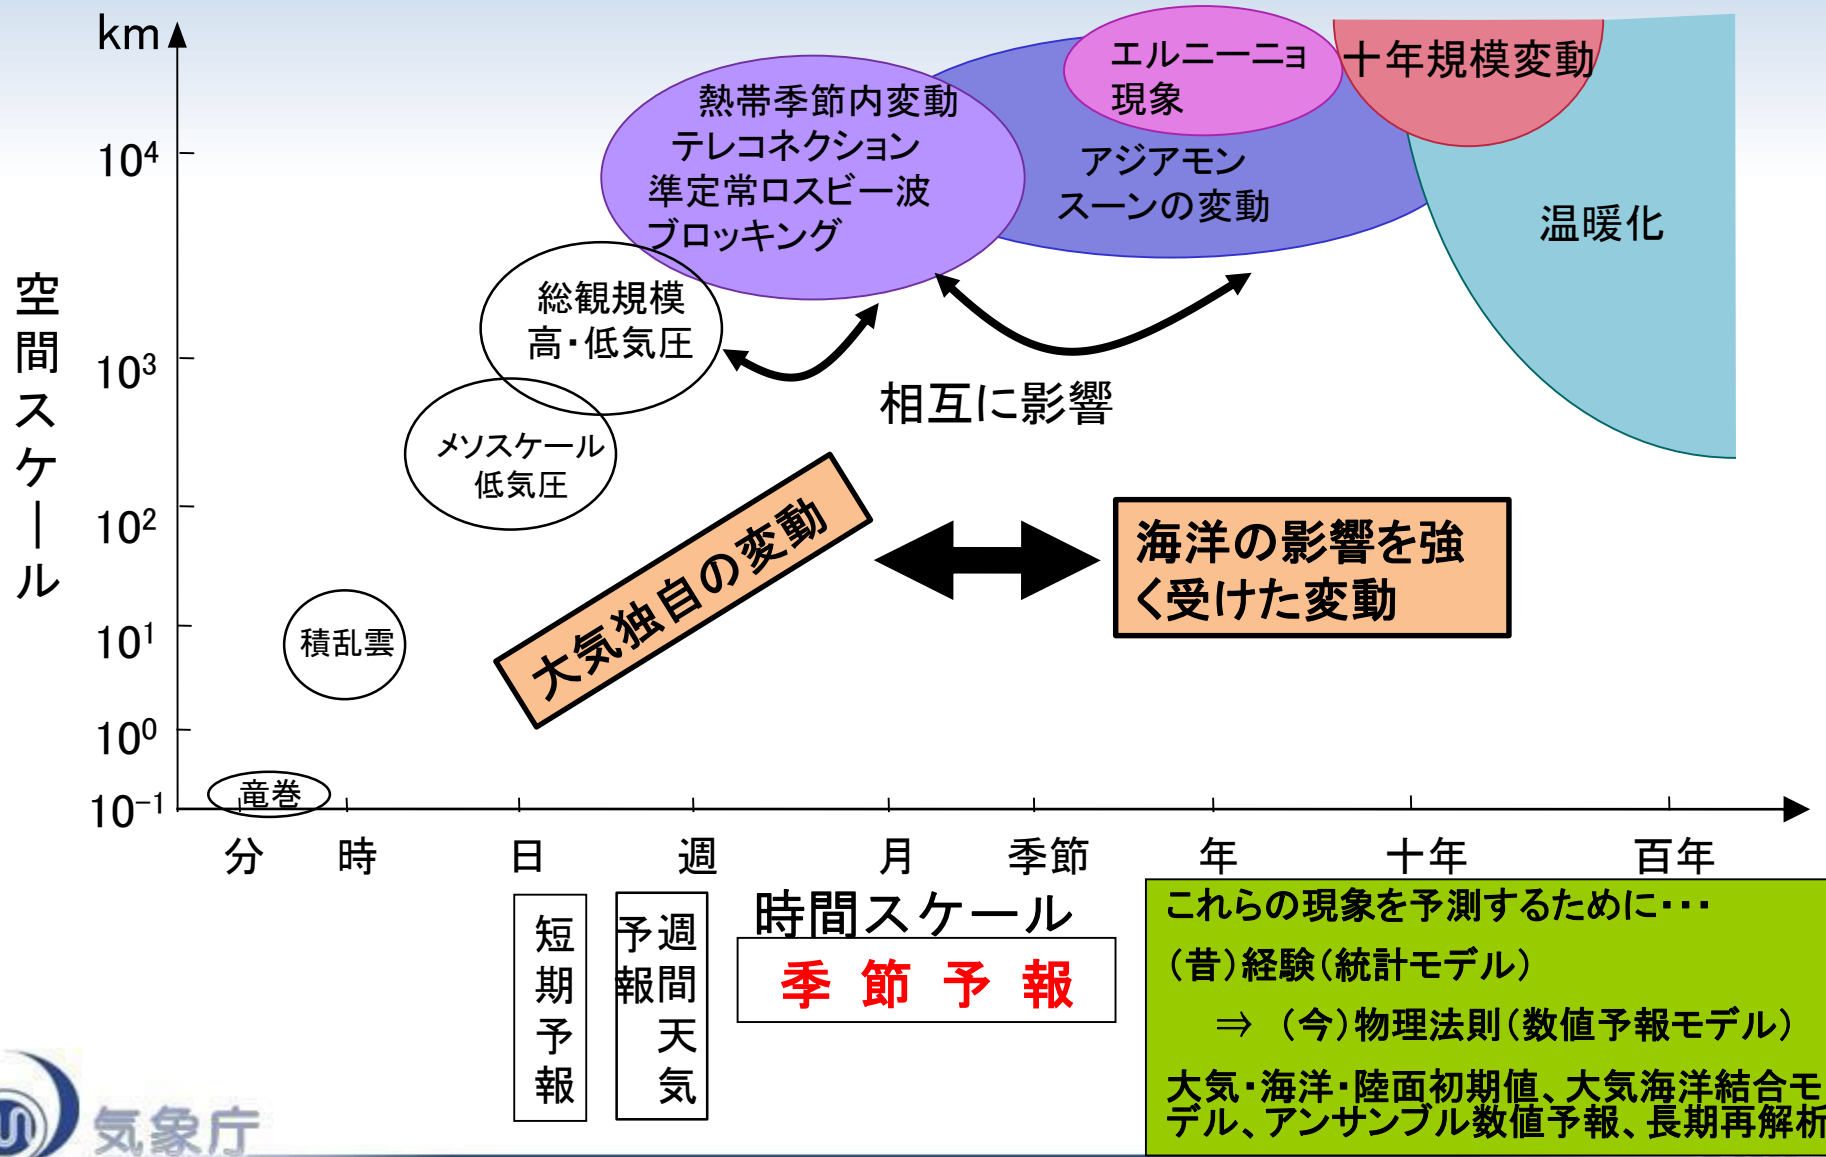 km
10⁴
10³
10²
10¹
10⁰
10⁻¹
空間スケール
熱帯季節内変動
テレコネクション
準定常ロスビー波
ブロッキング
エルニーニョ
現象
アジアモン
スーンの変動
十年規模変動
温暖化
総観規模
高・低気圧
メソスケール
低気圧
積乱雲
竜巻
相互に影響
大気独自の変動
海洋の影響を強
く受けた変動
分 時 日 週 月 季節 年 十年 百年
時間スケール
短期予報
週間天気
予報
季節予報
これらの現象を予測するために・・・
(昔)経験(統計モデル)
⇒ (今)物理法則(数値予報モデル)
大気・海洋・陸面初期値、大気海洋結合モ
デル、アンサンブル数値予報、長期再解析
気象庁